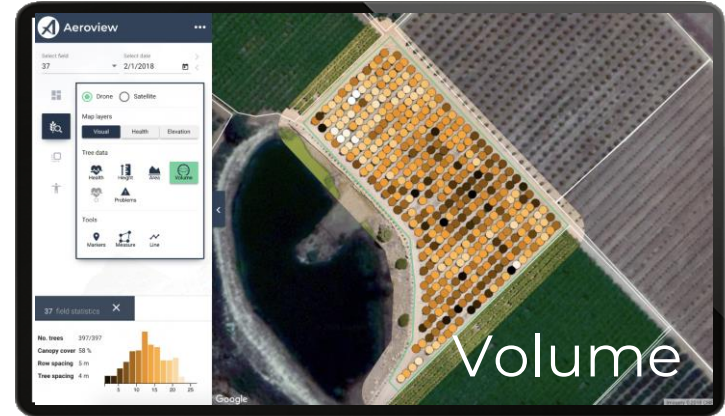 Aeroview
Select field
Select date
37
2/1/2018
Drone
Satellite
Map layers
Visual
Health
Elevation
Tree data
Health
Height
Area
Volume
Problems
Tools
Markers
Measure
Line
37 field statistics
No. trees 397/397
Canopy cover 58 %
Row spacing 5 m
Tree spacing 4 m
5 10 15 20 25
Google
Volume